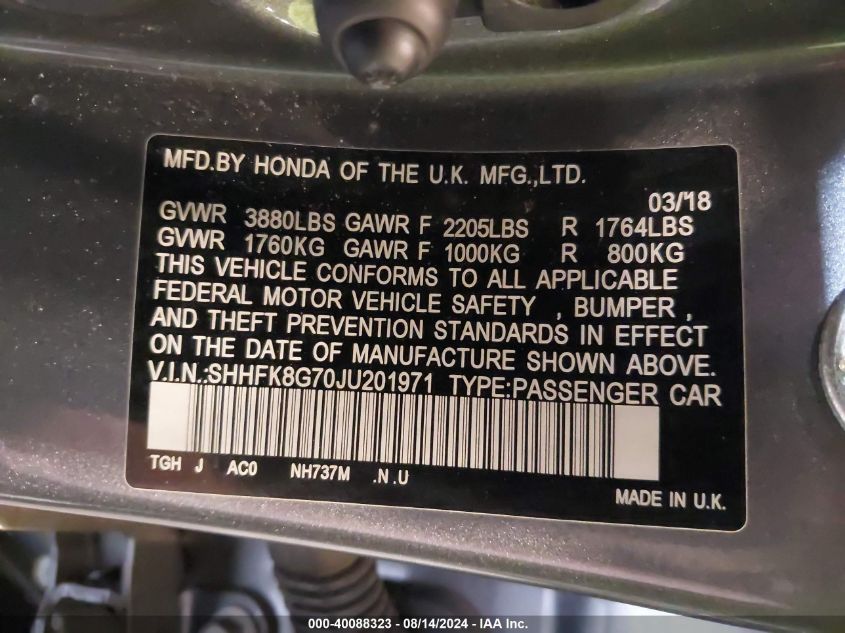 MFD.BY HONDA OF THE U.K. MFG.,LTD.
03/'18
GVWR 3880LBS GAWR F 2205LBS R 1764LBS
GVWR 1760KG GAWR F 1000KG R 800KG
THIS VEHICLE CONFORMS TO ALL APPLICABLE
FEDERAL MOTOR VEHICLE SAFETY , BUMPER ,
AND THEFT PREVENTION STANDARDS IN EFFECT
ON THE DATE OF MANUFACTURE SHOWN ABOVE.
V.I.N.:SHHFK8G70JU201971 TYPE:PASSENGER CAR
TGH J AC0 NH737M .N .U
MADE IN U.K.
000-40088323 — 08/14/2024 — IAA Inc.